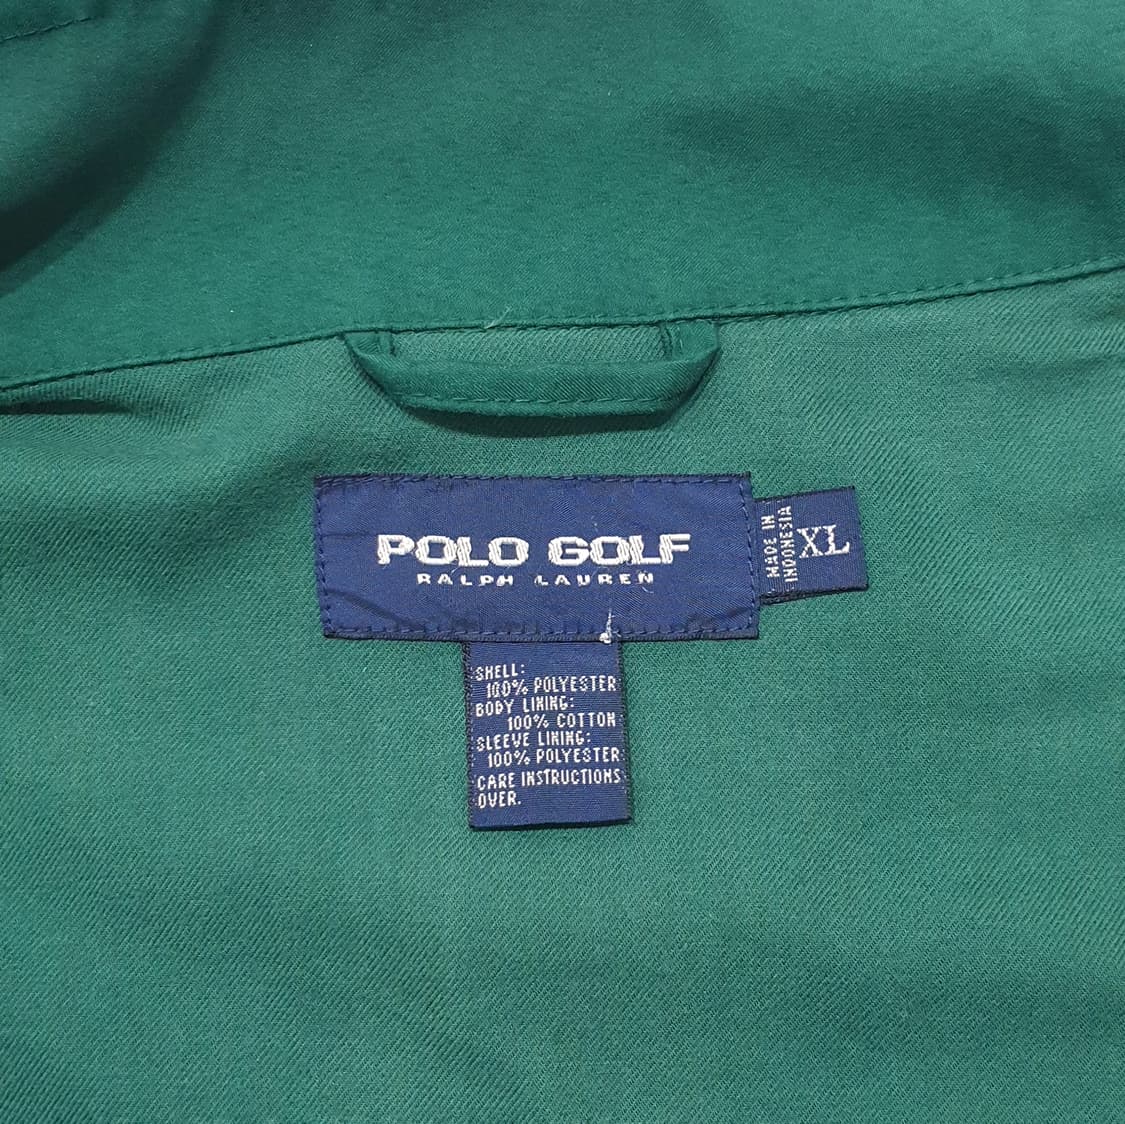 POLO GOLF
RALPH LAUREN
MADE IN
INDONESIA
XL
SHELL:
100% POLYESTER
BODY LINING:
100% COTTON
SLEEVE LINING:
100% POLYESTER
CARE INSTRUCTIONS
OVER.